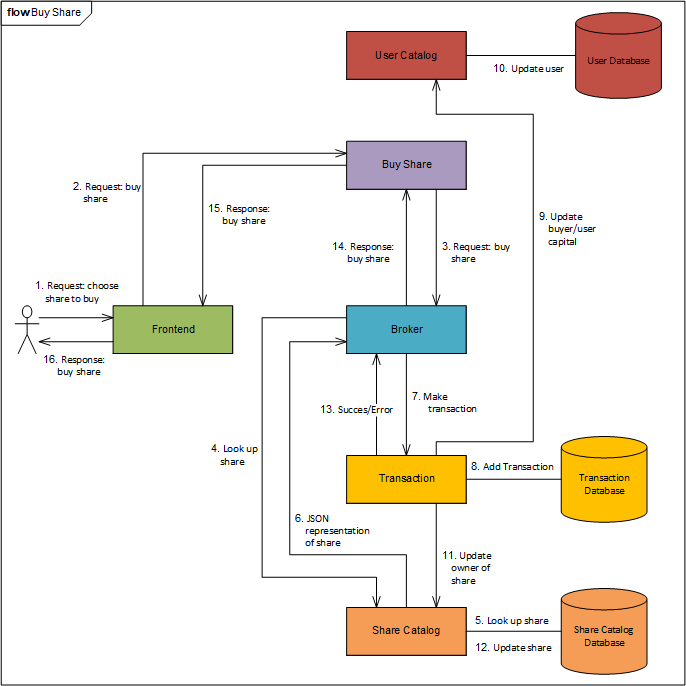 flow Buy Share
User Catalog
User Database
10. Update user
Buy Share
2. Request: buy
share
15. Response:
buy share
14. Response:
buy share
3. Request: buy
share
9. Update
buyer/user
capital
1. Request: choose
share to buy
Frontend
Broker
16. Response:
buy share
13. Succes/Error
7. Make
transaction
4. Look up
share
Transaction
8. Add Transaction
Transaction
Database
6. JSON
representation
of share
11. Update
owner of
share
Share Catalog
5. Look up share
12. Update share
Share Catalog
Database